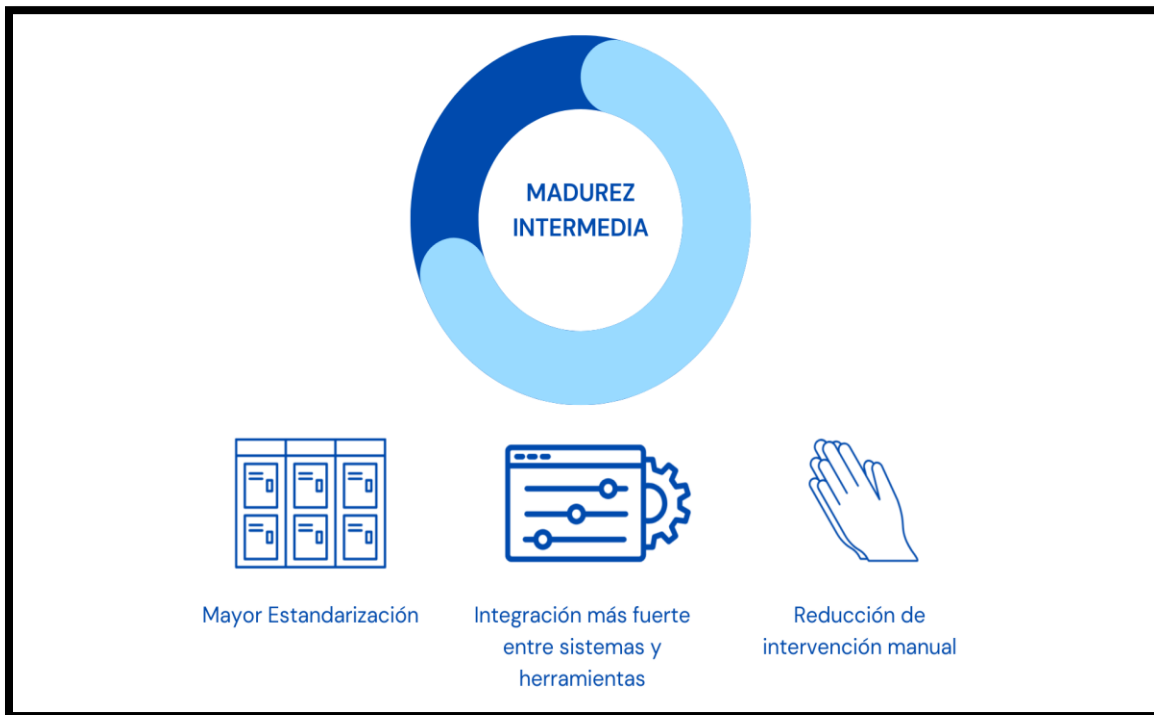 MADUREZ
INTERMEDIA
Mayor Estandarización
Integración más fuerte
entre sistemas y
herramientas
Reducción de
intervención manual